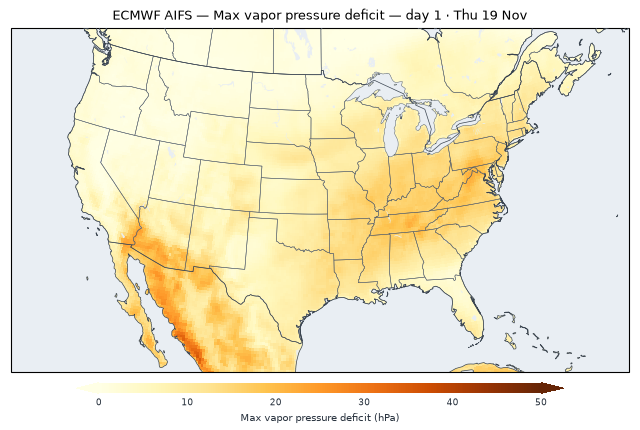 ECMWF AIFS — Max vapor pressure deficit — day 1 · Thu 19 Nov
0 10 20 30 40 50
Max vapor pressure deficit (hPa)